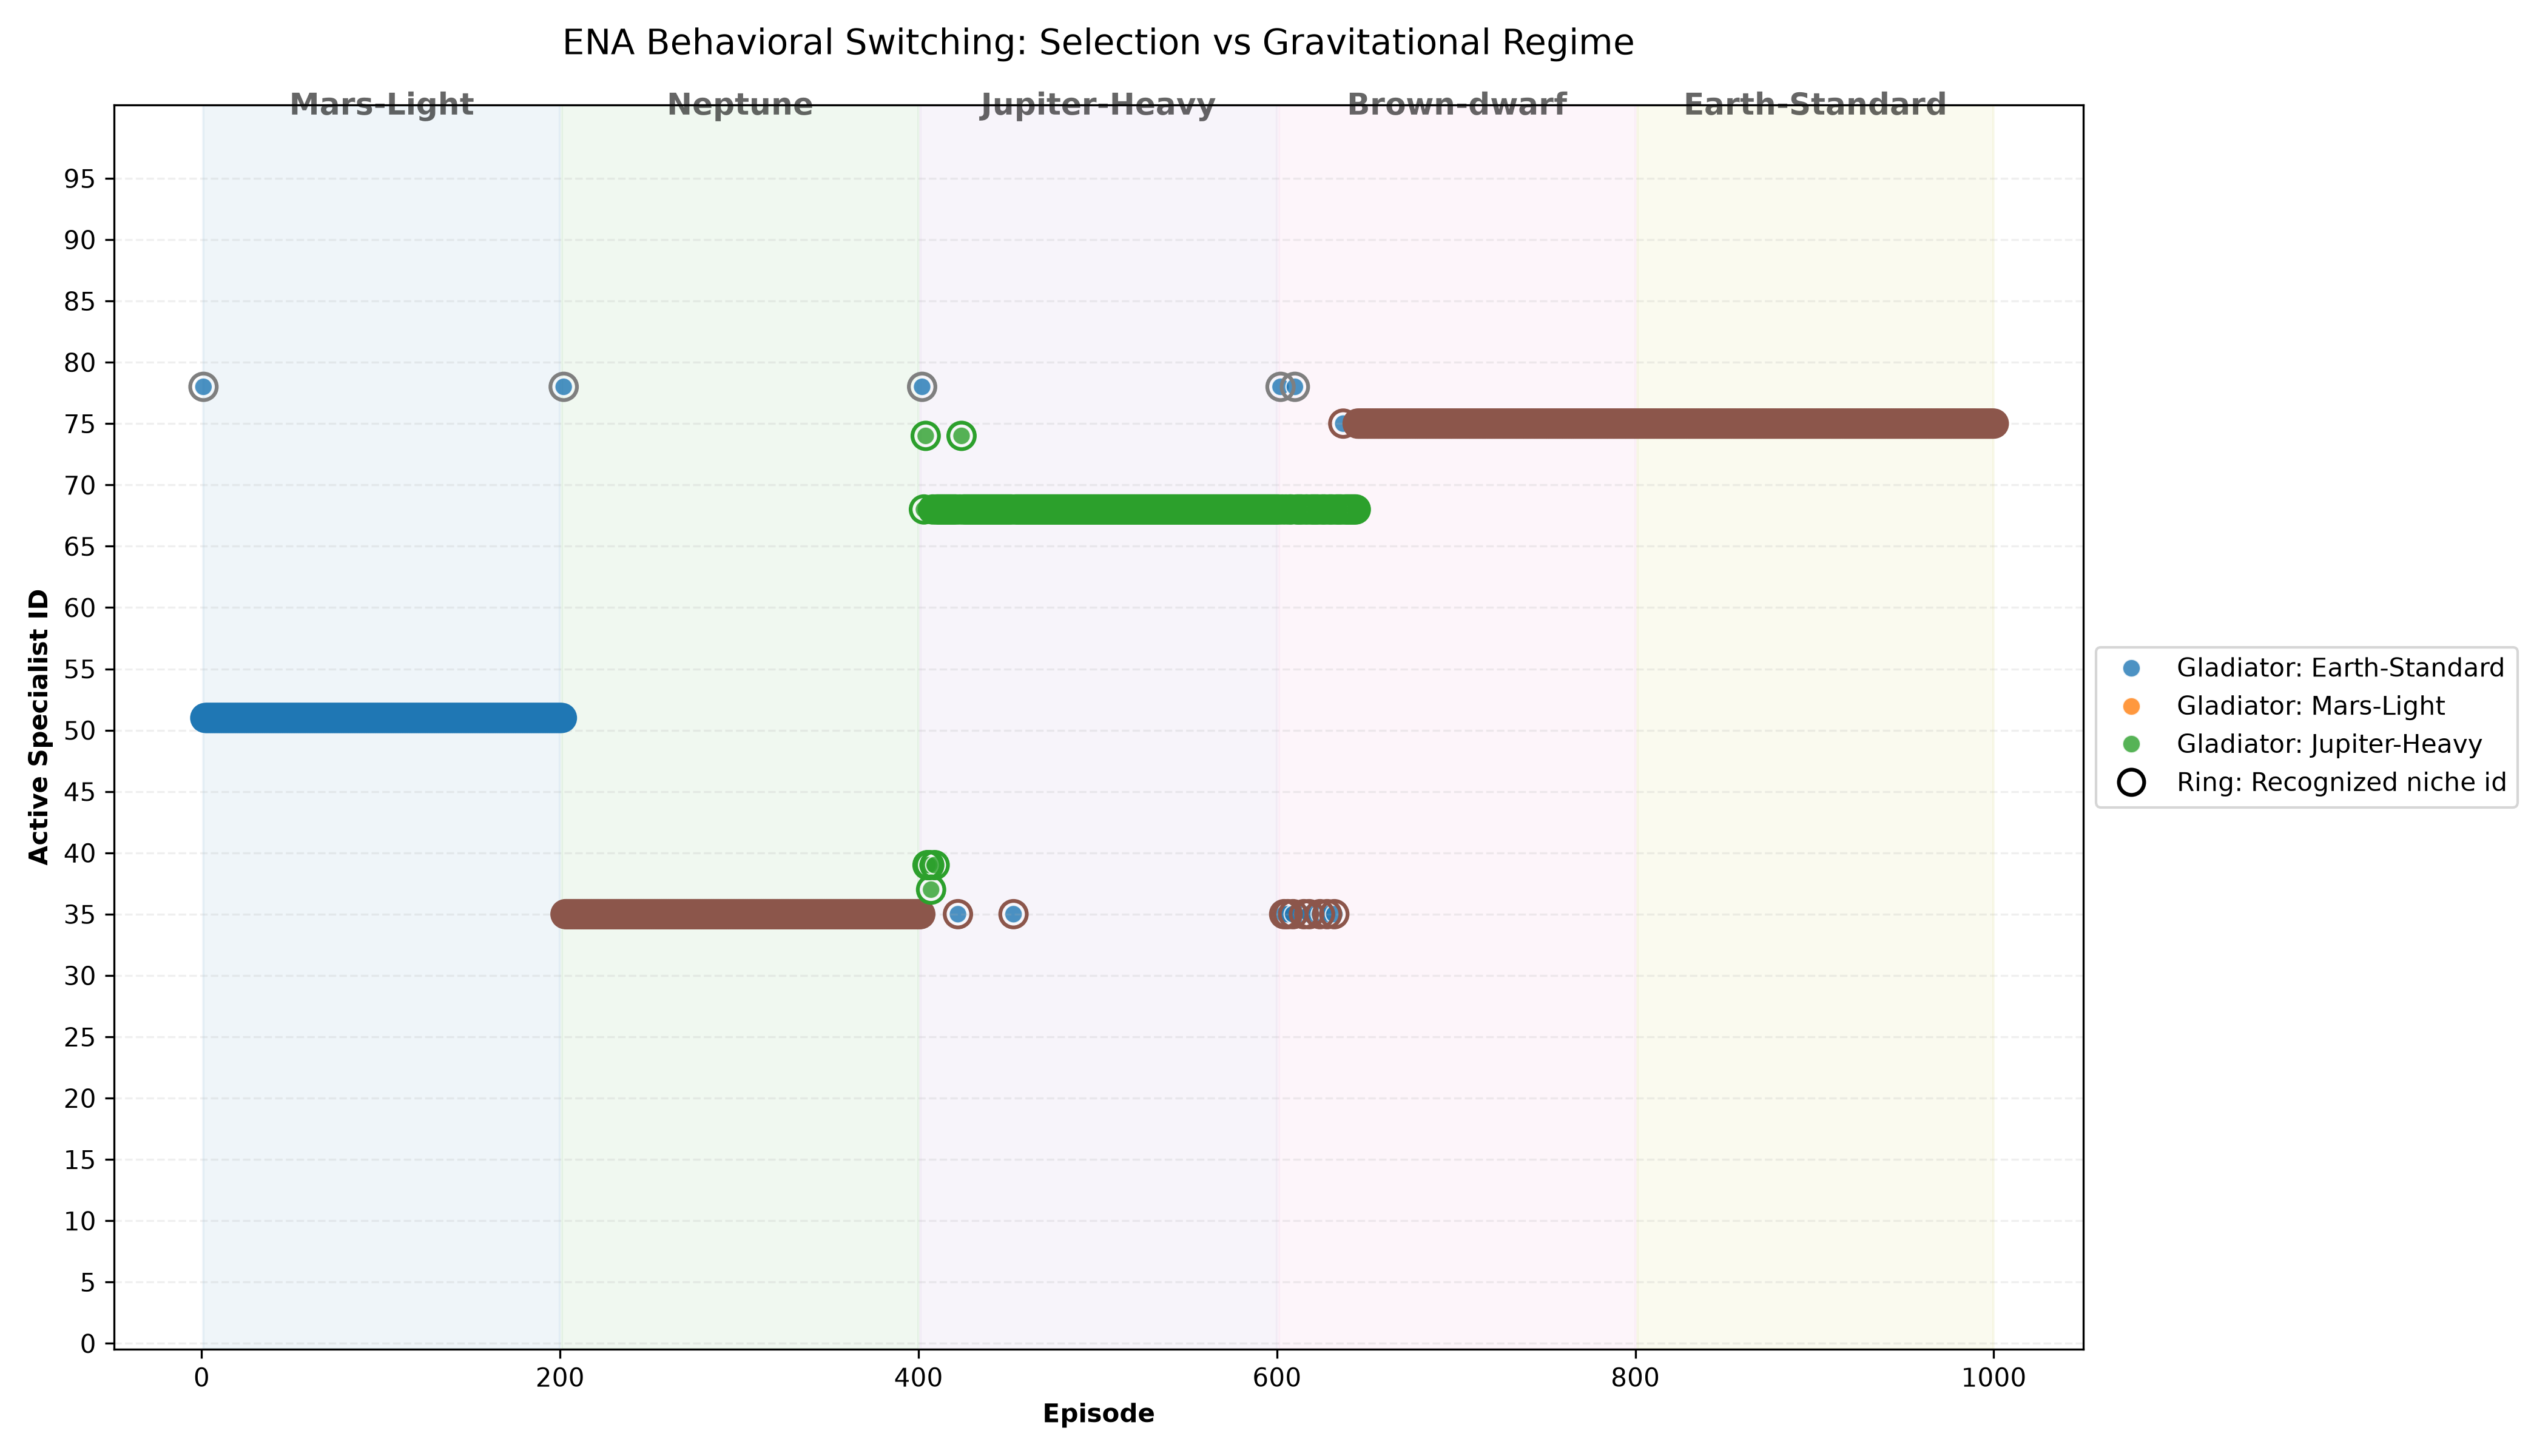 ENA Behavioral Switching: Selection vs Gravitational Regime
Mars-Light Neptune Jupiter-Heavy Brown-dwarf Earth-Standard
95
90
85
80
75
70
65
60
55
50
45
40
35
30
25
20
15
10
5
0
Active Specialist ID
0 200 400 600 800 1000
Episode
Gladiator: Earth-Standard
Gladiator: Mars-Light
Gladiator: Jupiter-Heavy
Ring: Recognized niche id